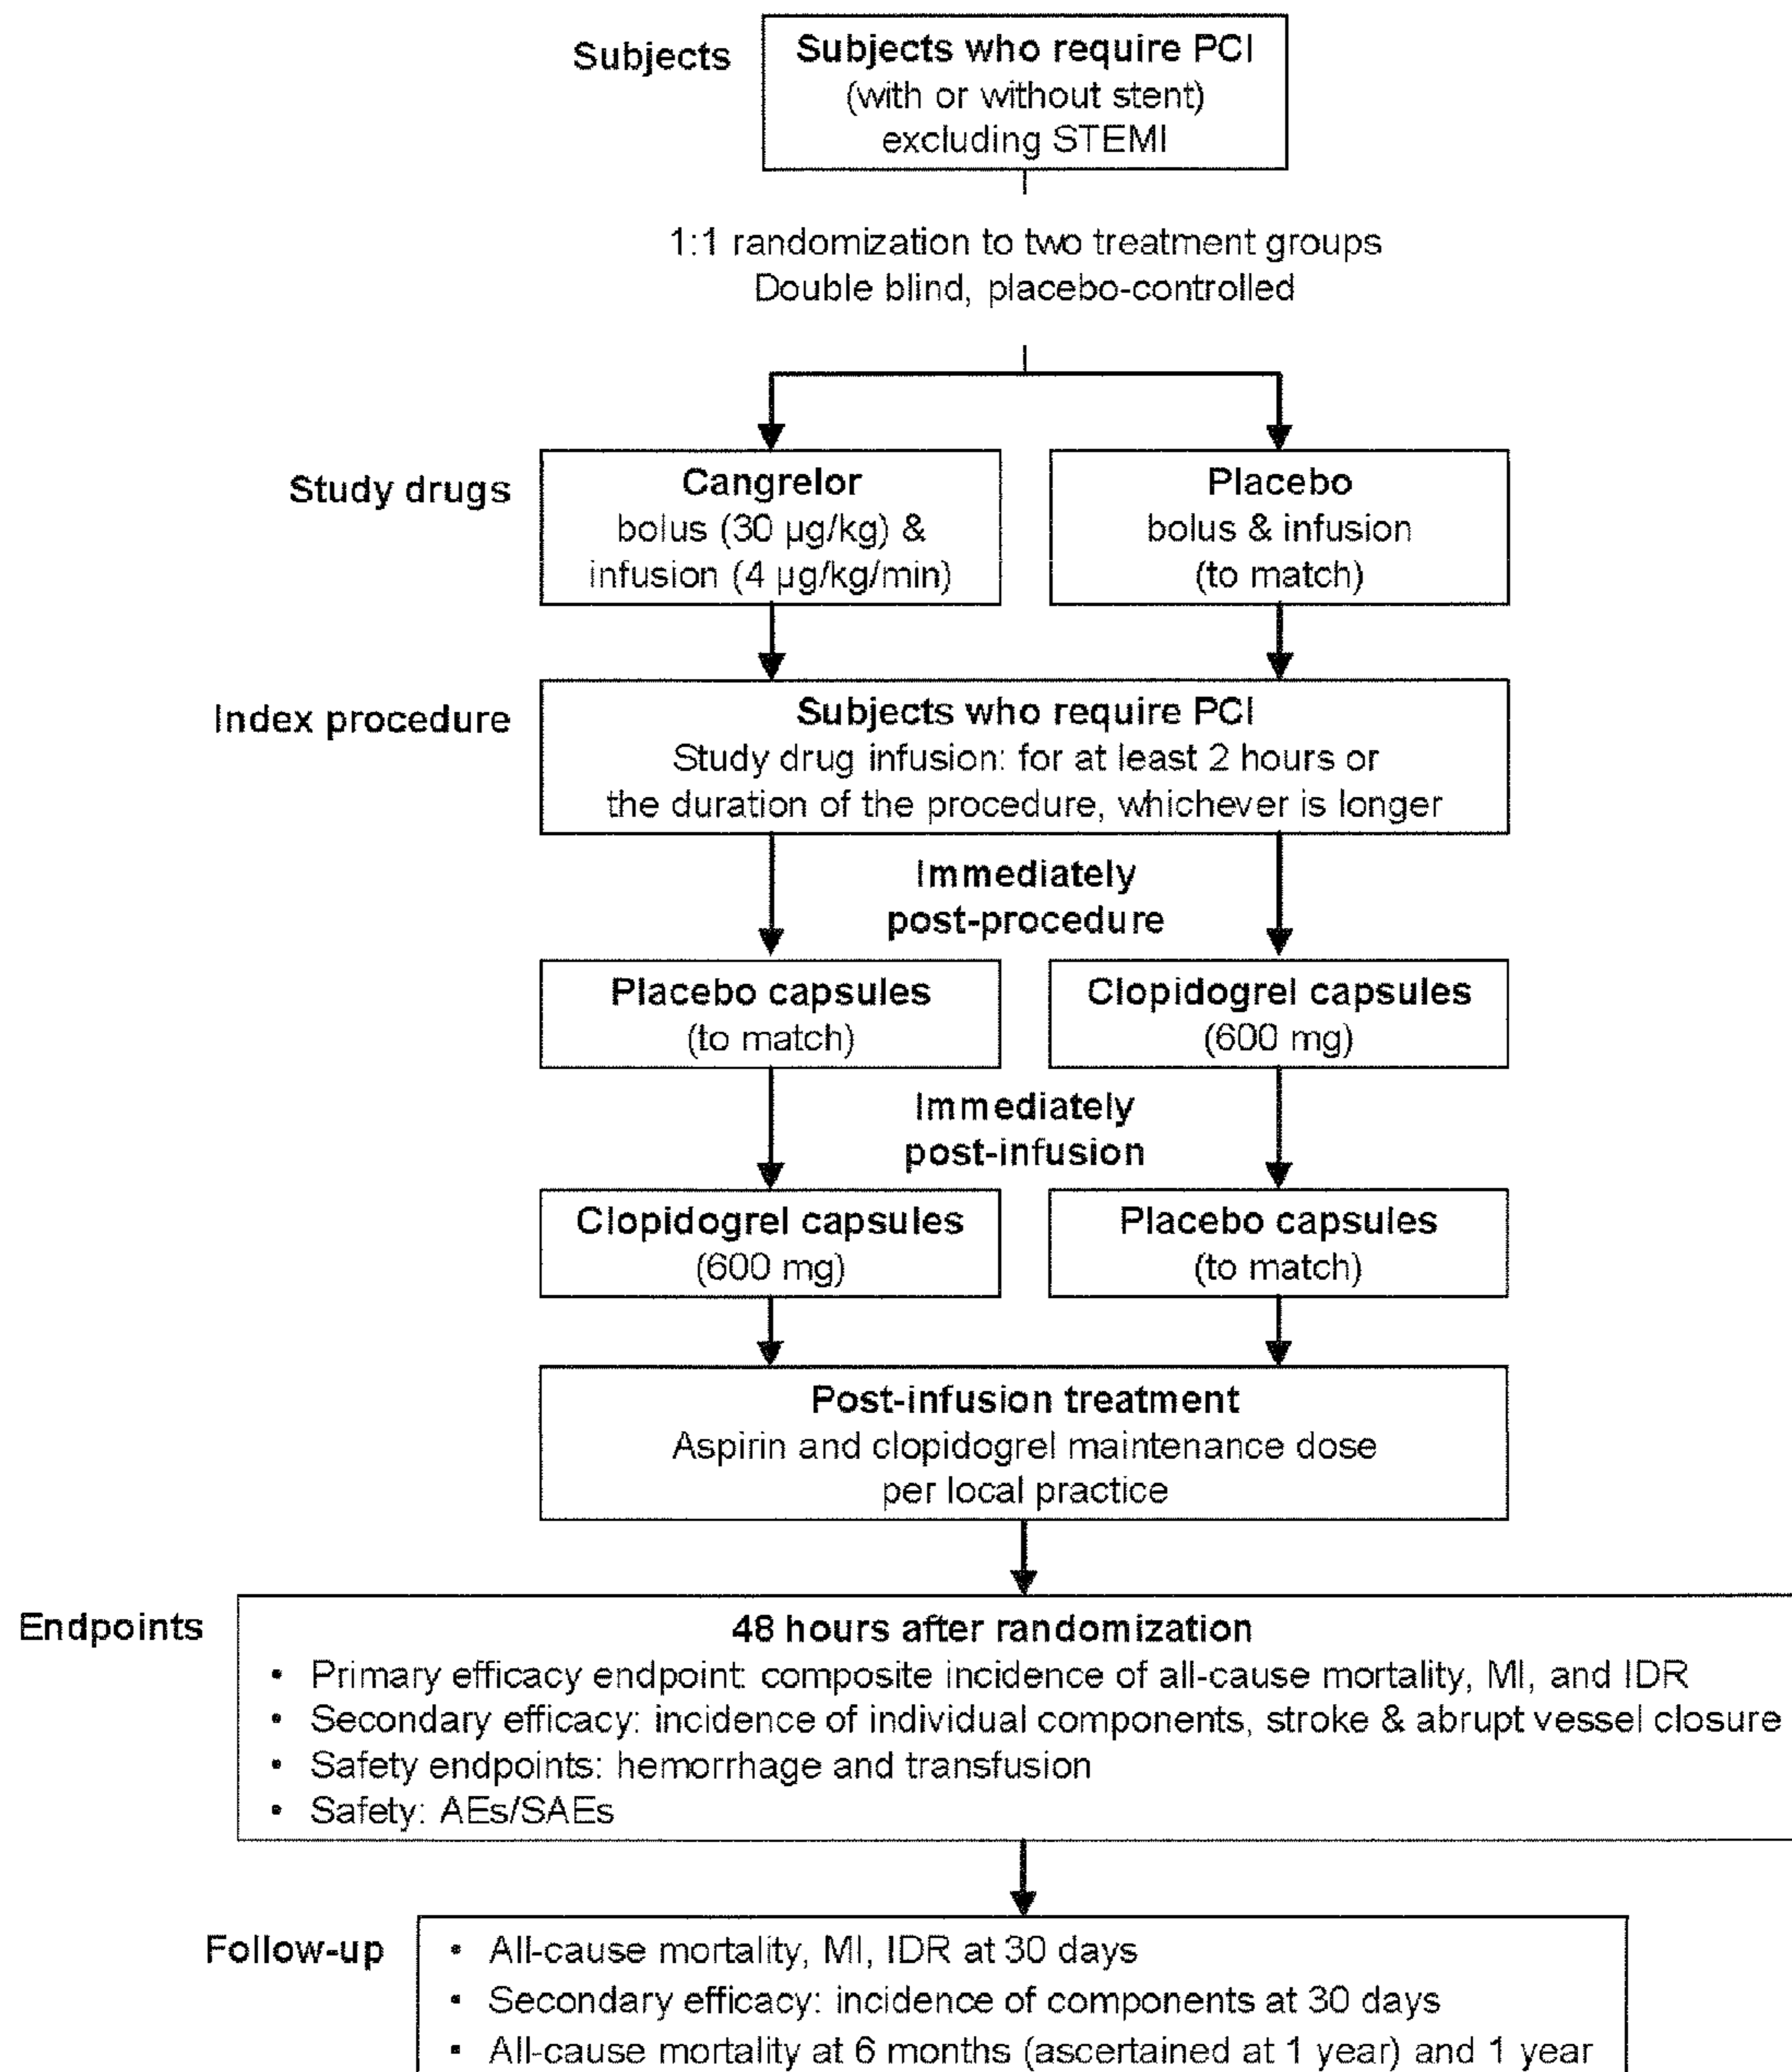 Subjects
Subjects who require PCI
(with or without stent)
excluding STEMI
1:1 randomization to two treatment groups
Double blind, placebo-controlled
Study drugs
Cangrelor
bolus (30 µg/kg) &
infusion (4 µg/kg/min)
Placebo
bolus & infusion
(to match)
Index procedure
Subjects who require PCI
Study drug infusion: for at least 2 hours or
the duration of the procedure, whichever is longer
Immediately
post-procedure
Placebo capsules
(to match)
Clopidogrel capsules
(600 mg)
Immediately
post-infusion
Clopidogrel capsules
(600 mg)
Placebo capsules
(to match)
Post-infusion treatment
Aspirin and clopidogrel maintenance dose
per local practice
Endpoints
48 hours after randomization
• Primary efficacy endpoint: composite incidence of all-cause mortality, MI, and IDR
• Secondary efficacy: incidence of individual components, stroke & abrupt vessel closure
• Safety endpoints: hemorrhage and transfusion
• Safety: AEs/SAEs
Follow-up
• All-cause mortality, MI, IDR at 30 days
• Secondary efficacy: incidence of components at 30 days
• All-cause mortality at 6 months (ascertained at 1 year) and 1 year